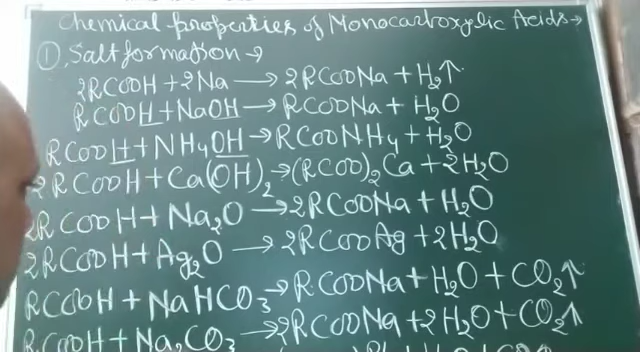 Chemical properties of Monocarboxylic Acids→
① Salt formation→
2RCOOH + 2Na → 2RCOONa + H₂↑
RCOOH + NaOH → RCOONa + H₂O
RCOOH + NH₄OH → RCOONH₄ + H₂O
2RCOOH + Ca(OH)₂ → (RCOO)₂Ca + 2H₂O
2RCOOH + Na₂O → 2RCOONa + H₂O
2RCOOH + Ag₂O → 2RCOOAg + 2H₂O
RCOOH + NaHCO₃ → RCOONa + H₂O + CO₂↑
RCOOH + Na₂CO₃ → 2RCOONa + 2H₂O + CO₂↑